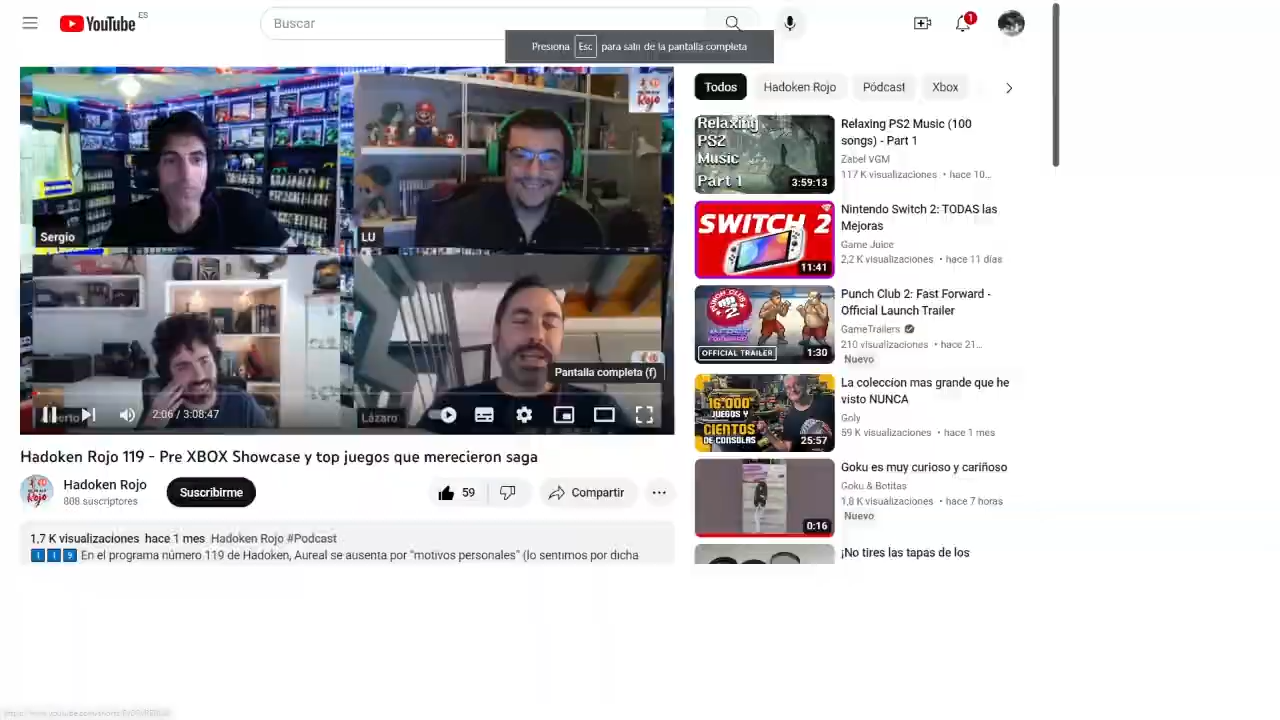 YouTube ES
Buscar
Presiona Esc para salir de la pantalla completa
1
Sergio
LU
Lázaro
Pantalla completa (f)
2:06 / 3:08:47
Hadoken Rojo 119 - Pre XBOX Showcase y top juegos que merecieron saga
Hadoken Rojo
808 suscriptores
Suscribirme
59
Compartir
1,7 K visualizaciones hace 1 mes Hadoken Rojo #Podcast
1 1 9 En el programa número 119 de Hadoken, Aureal se ausenta por "motivos personales" (lo sentimos por dicha
Todos
Hadoken Rojo
Pódcast
Xbox
Relaxing
PS2
Music
Part 1
3:59:13
Relaxing PS2 Music (100
songs) - Part 1
Zabel VGM
117 K visualizaciones • hace 10...
SWITCH 2
11:41
Nintendo Switch 2: TODAS las
Mejoras
Game Juice
2,2 K visualizaciones • hace 11 días
PUNCH CLUB
2
OFFICIAL TRAILER
1:30
Punch Club 2: Fast Forward -
Official Launch Trailer
GameTrailers
210 visualizaciones • hace 21...
Nuevo
16.000
JUEGOS Y
CIENTOS
DE CONSOLAS
25:57
La coleccíon mas grande que he
visto NUNCA
Goly
59 K visualizaciones • hace 1 mes
0:16
Goku es muy curioso y cariñoso
Goku & Botitas
1,8 K visualizaciones • hace 7 horas
Nuevo
¡No tires las tapas de los